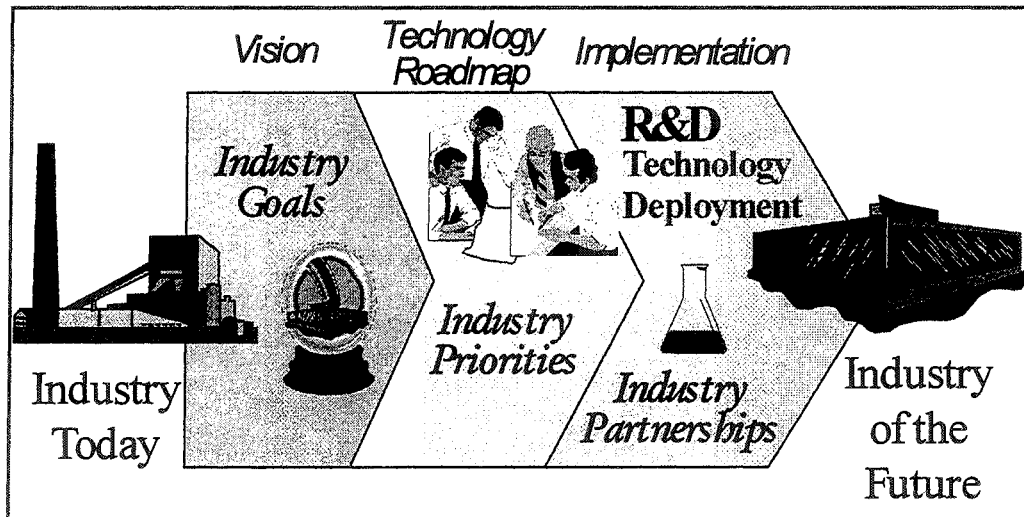 Vision
Technology
Roadmap
Implementation
Industry
Goals
R&D
Technology
Deployment
Industry
Priorities
Industry
Partnerships
Industry
Today
Industry
of the
Future